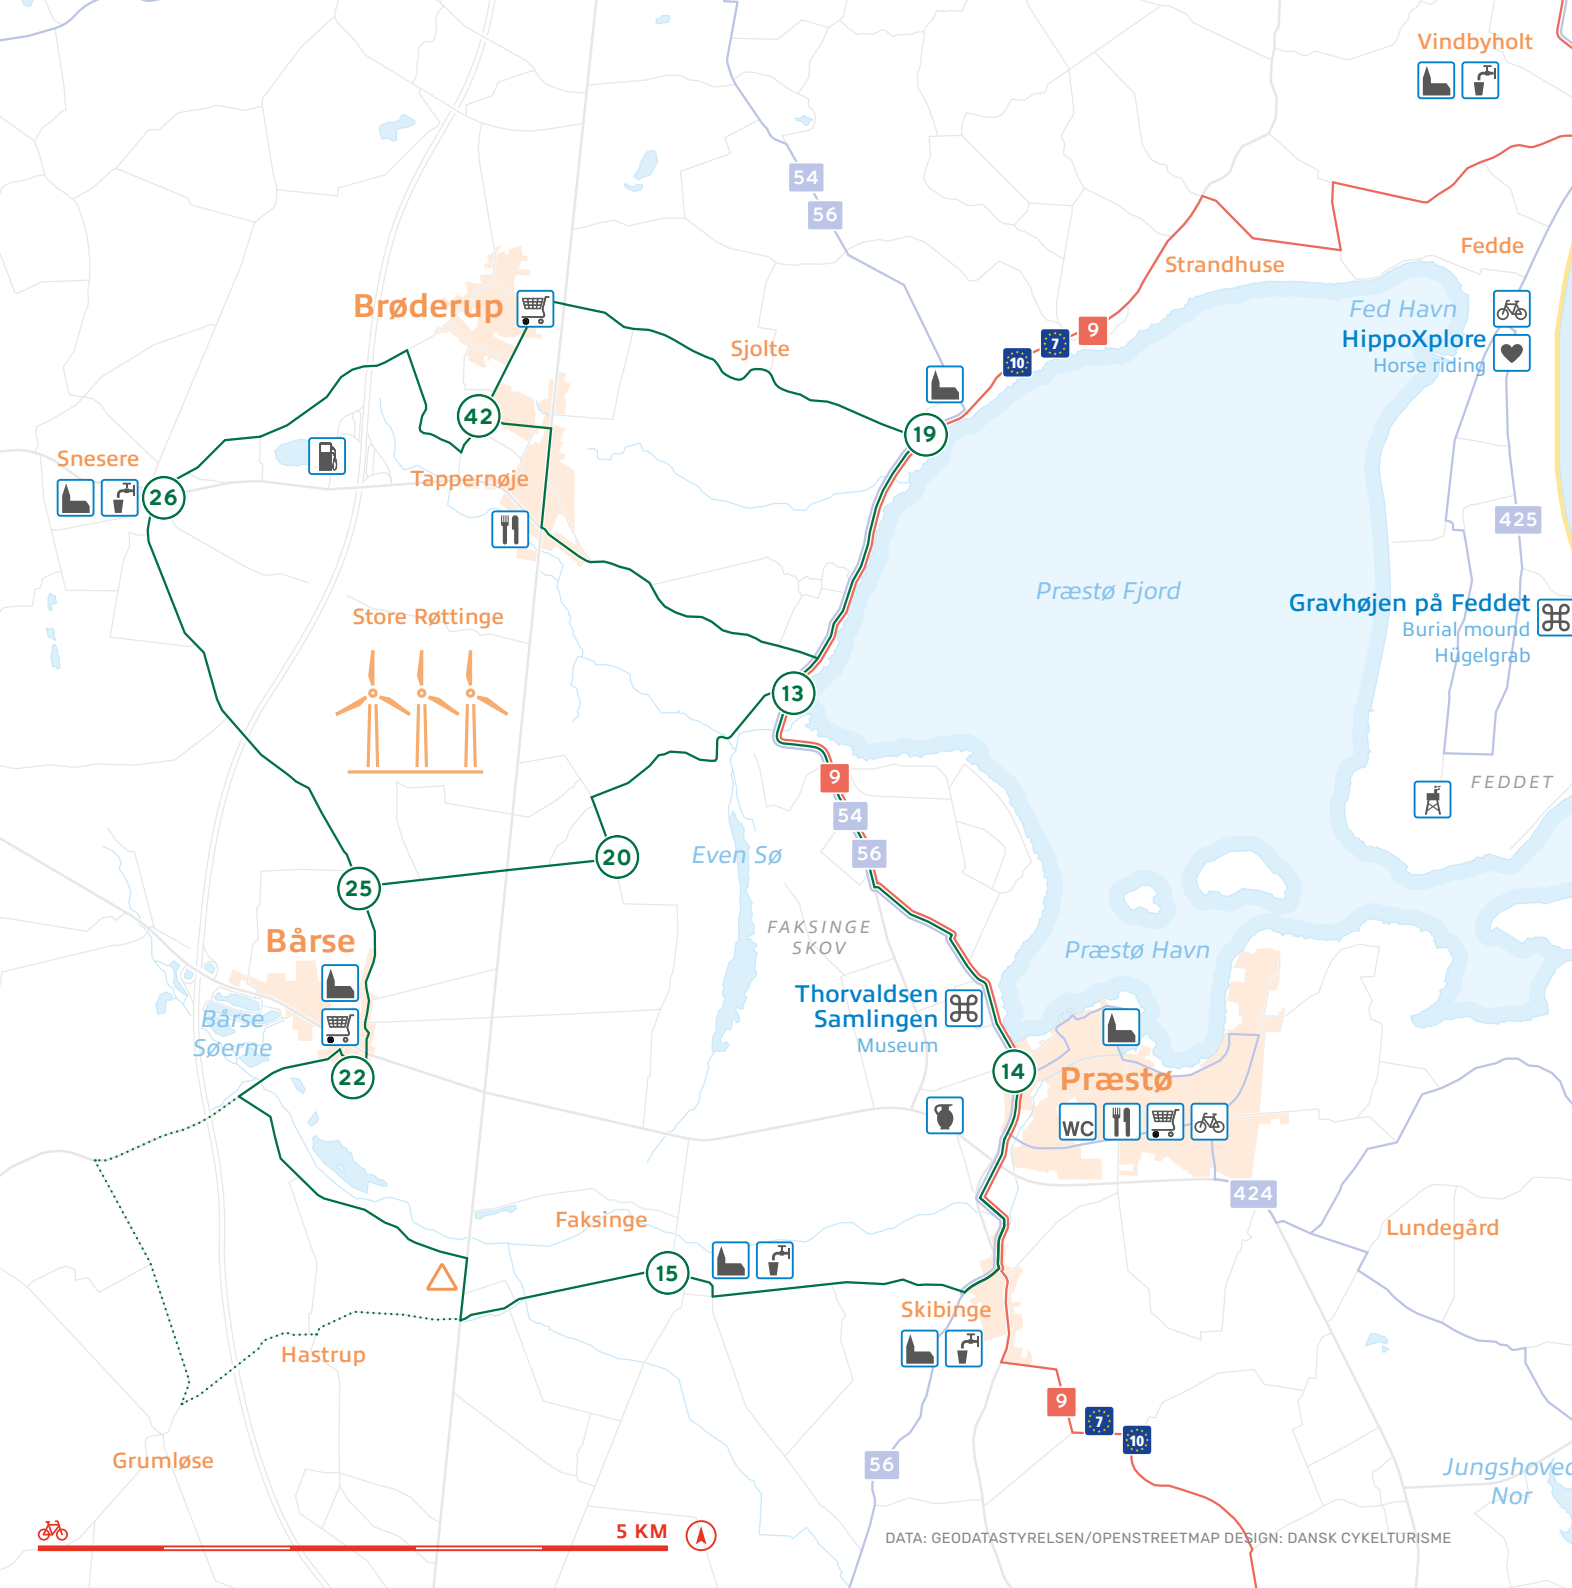 Vindbyholt
54
56
Fedde
Strandhuse
Brøderup
Fed Havn
HippoXplore
Horse riding
9
7
10
Sjolte
42
19
Snesere
26
Tappernøje
425
Præstø Fjord
Gravhøjen på Feddet
Burial mound
Hügelgrab
Store Røttinge
13
9
54
56
FEDDET
20
Even Sø
25
Bårse
FAKSINGE
SKOV
Præstø Havn
Thorvaldsen
Samlingen
Museum
Bårse
Søerne
22
14
Præstø
WC
424
Faksinge
Lundegård
15
Skibinge
Hastrup
9
7
10
Grumløse
56
Jungshoved
Nor
5 KM
DATA: GEODATASTYRELSEN/OPENSTREETMAP DESIGN: DANSK CYKELTURISME